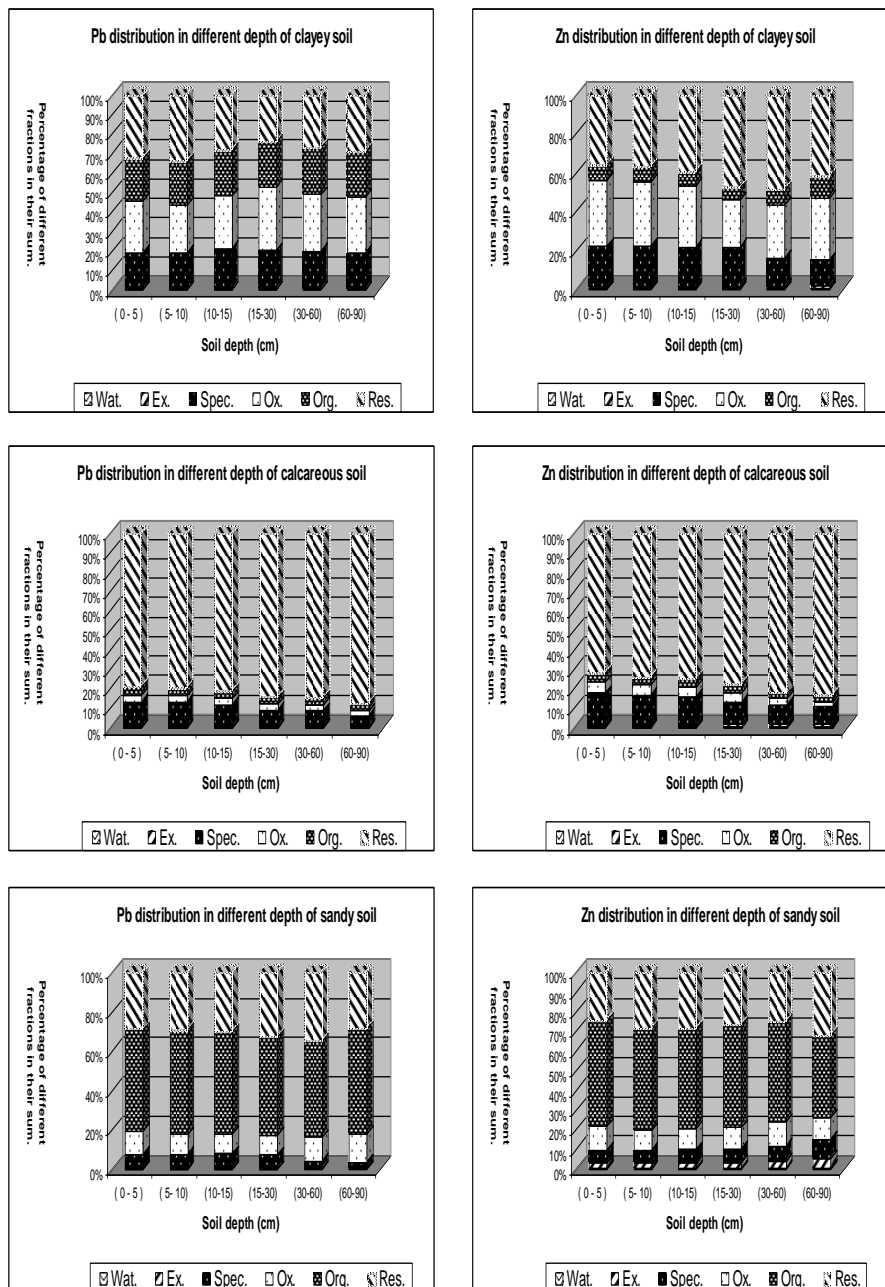 Pb distribution in different depth of clayey soil
Percentage of different
fractions in their sum.
100%
90%
80%
70%
60%
50%
40%
30%
20%
10%
0%
( 0 - 5 ) ( 5- 10) (10-15) (15-30) (30-60) (60-90)
Soil depth (cm)
Wat. Ex. Spec. Ox. Org. Res.
Zn distribution in different depth of clayey soil
Percentage of different
fractions in their sum.
100%
80%
60%
40%
20%
0%
( 0 - 5 ) ( 5- 10) (10-15) (15-30) (30-60) (60-90)
Soil depth (cm)
Wat. Ex. Spec. Ox. Org. Res.
Pb distribution in different depth of calcareous soil
Percentage of different
fractions in their sum.
100%
90%
80%
70%
60%
50%
40%
30%
20%
10%
0%
( 0 - 5 ) ( 5- 10) (10-15) (15-30) (30-60) (60-90)
Soil depth (cm)
Wat. Ex. Spec. Ox. Org. Res.
Zn distribution in different depth of calcareous soil
Percentage of different
fractions in their sum.
100%
90%
80%
70%
60%
50%
40%
30%
20%
10%
0%
( 0 - 5 ) ( 5- 10) (10-15) (15-30) (30-60) (60-90)
Soil depth (cm)
Wat. Ex. Spec. Ox. Org. Res.
Pb distribution in different depth of sandy soil
Percentage of different
fractions in their sum.
100%
80%
60%
40%
20%
0%
( 0 - 5 ) ( 5- 10) (10-15) (15-30) (30-60) (60-90)
Soil depth (cm)
Wat. Ex. Spec. Ox. Org. Res.
Zn distribution in different depth of sandy soil
Percentage of different
fractions in their sum.
100%
90%
80%
70%
60%
50%
40%
30%
20%
10%
0%
( 0 - 5 ) ( 5- 10) (10-15) (15-30) (30-60) (60-90)
Soil depth (cm)
Wat. Ex. Spec. Ox. Org. Res.